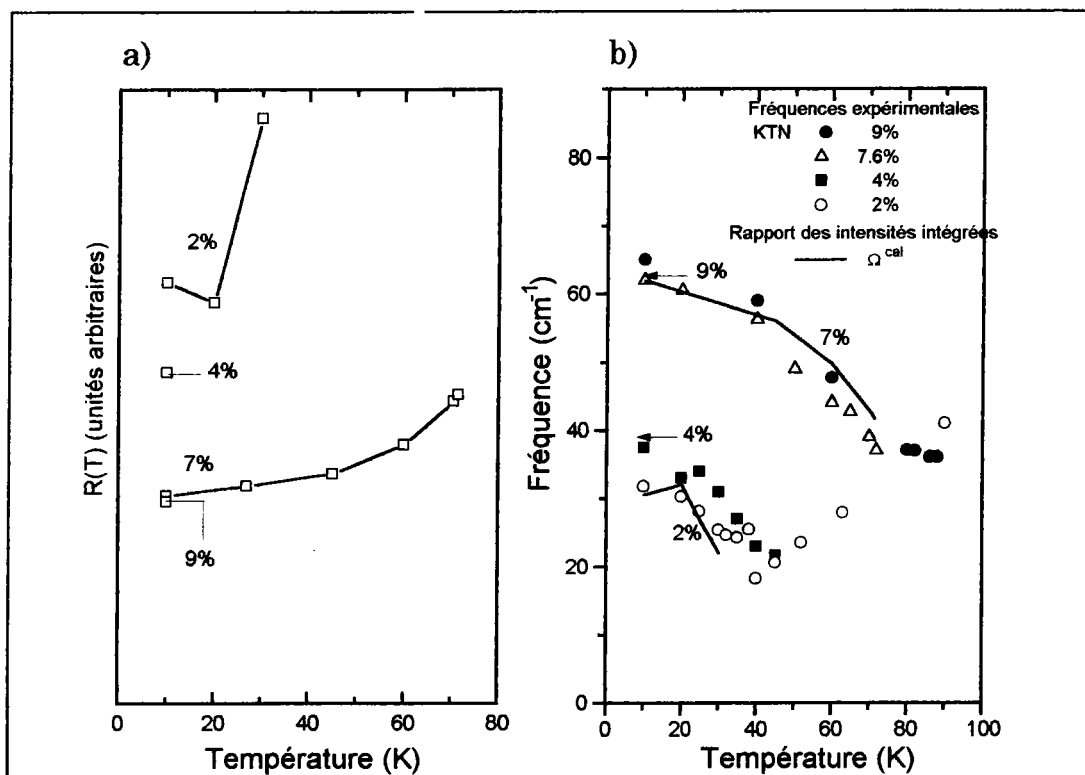 a)
R(T) (unités arbitraires)
2%
4%
7%
9%
0
20
40
60
80
Température (K)
b)
Fréquence (cm-1)
Fréquences expérimentales
KTN
● 9%
△ 7.6%
■ 4%
○ 2%
Rapport des intensités intégrées
Ω cal
9%
7%
4%
2%
80
60
40
20
0
0
20
40
60
80
100
Température (K)